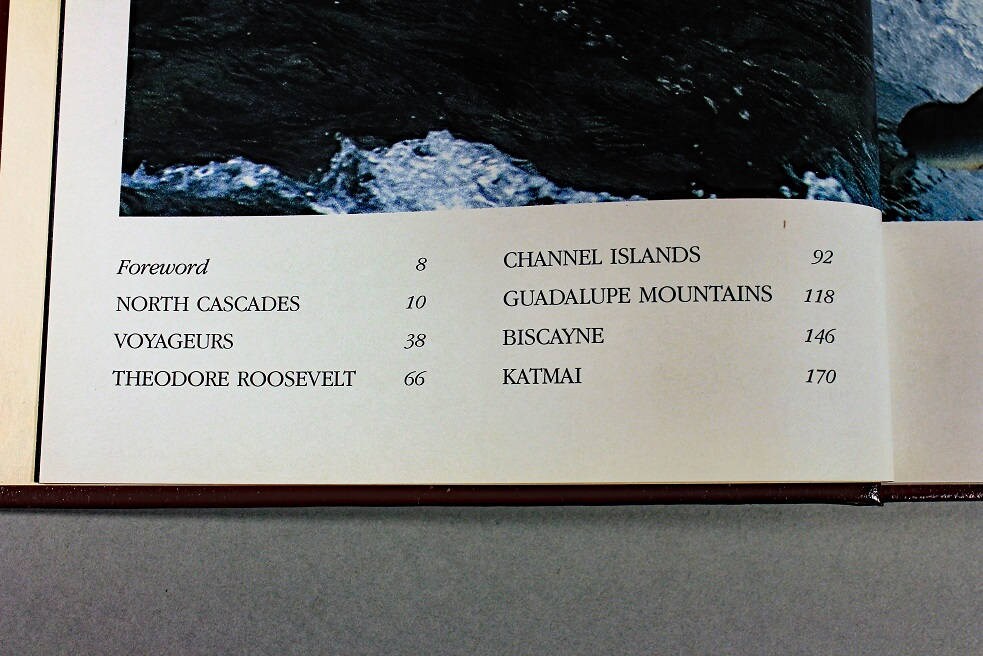 Foreword 8
NORTH CASCADES 10
VOYAGEURS 38
THEODORE ROOSEVELT 66
CHANNEL ISLANDS 92
GUADALUPE MOUNTAINS 118
BISCAYNE 146
KATMAI 170